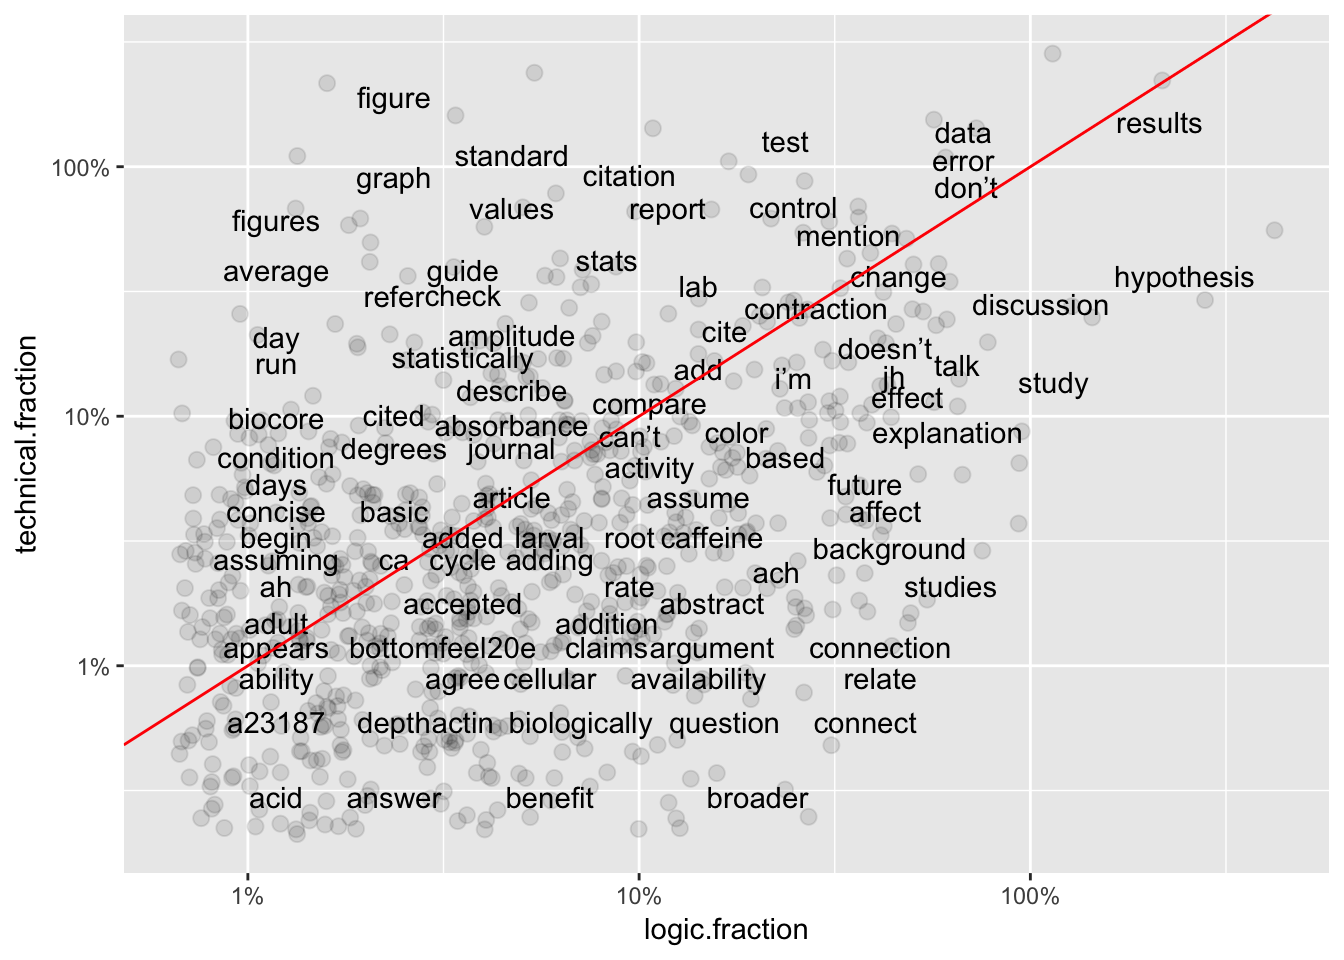 figure
results
data
test
error
standard
100%
citation
graph
don’t
values
report
control
figures
mention
stats
average
guide
change
hypothesis
lab
refer
check
contraction
discussion
cite
amplitude
day
doesn’t
statistically
run
add
talk
i’m
jh
study
describe
effect
compare
10%
biocore
cited
absorbance
can’t
color
explanation
degrees
journal
condition
activity
based
days
article
assume
future
technical.fraction
concise
basic
affect
begin
added
larval
root
caffeine
background
assuming
ca
cycle
adding
ach
ah
rate
studies
accepted
abstract
adult
addition
appears
bottom
feel
20e
claims
argument
connection
1%
ability
agree
cellular
availability
relate
a23187
depth
actin
biologically
question
connect
acid
answer
benefit
broader
1%
10%
100%
logic.fraction